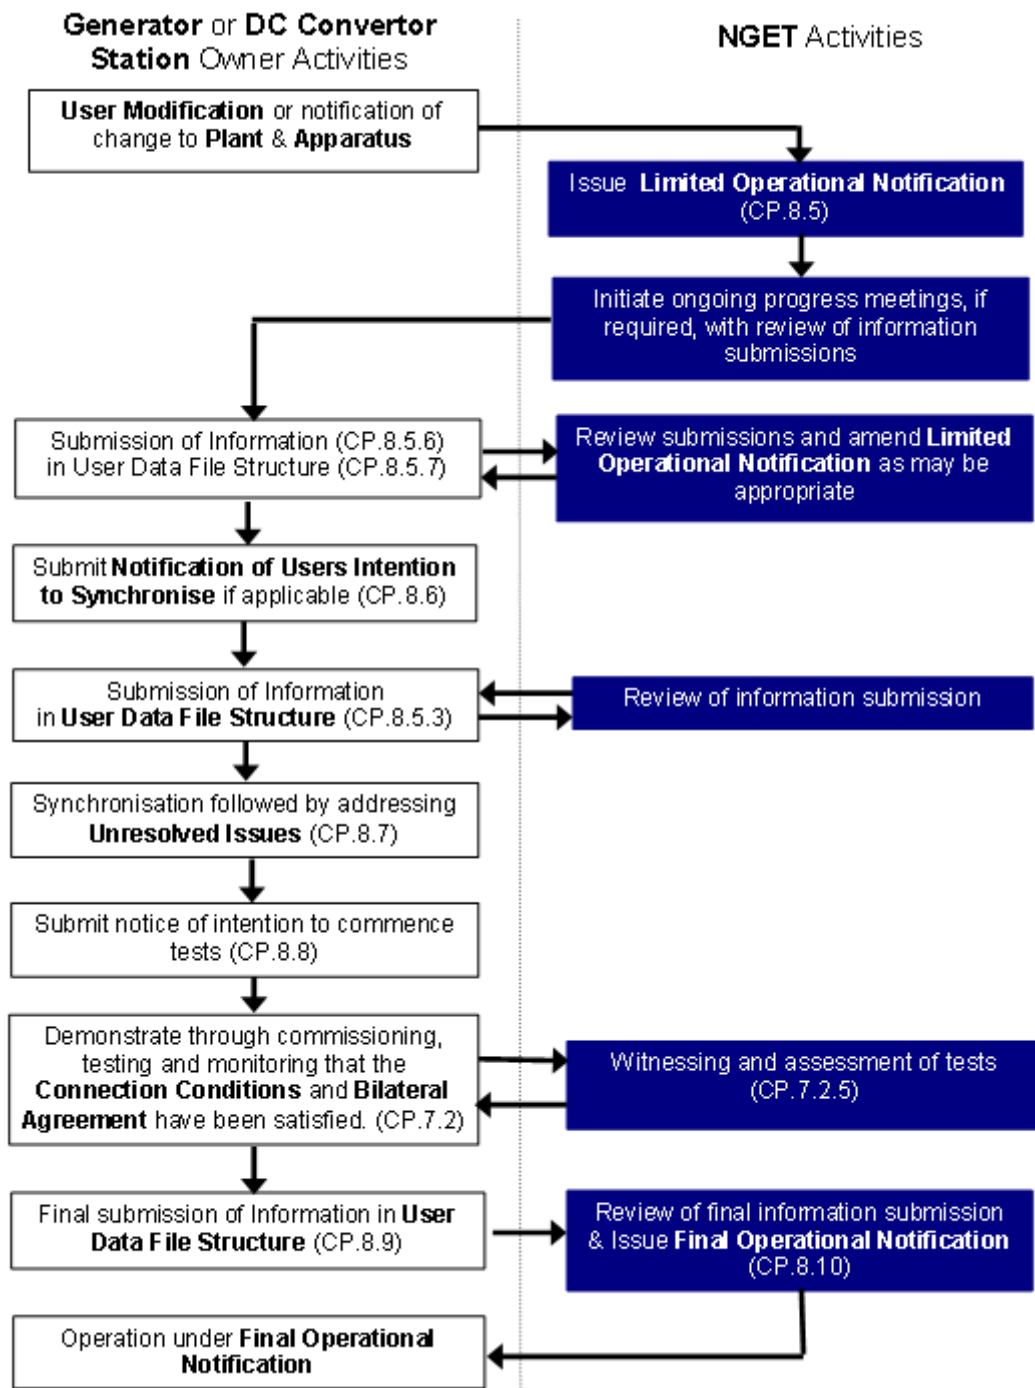 Generator or DC Convertor
Station Owner Activities
NGET Activities
User Modification or notification of
change to Plant & Apparatus
Issue Limited Operational Notification
(CP.8.5)
Initiate ongoing progress meetings, if
required, with review of information
submissions
Submission of Information (CP.8.5.6)
in User Data File Structure (CP.8.5.7)
Review submissions and amend Limited
Operational Notification as may be
appropriate
Submit Notification of Users Intention
to Synchronise if applicable (CP.8.6)
Submission of Information
in User Data File Structure (CP.8.5.3)
Review of information submission
Synchronisation followed by addressing
Unresolved Issues (CP.8.7)
Submit notice of intention to commence
tests (CP.8.8)
Demonstrate through commissioning,
testing and monitoring that the
Connection Conditions and Bilateral
Agreement have been satisfied. (CP.7.2)
Witnessing and assessment of tests
(CP.7.2.5)
Final submission of Information in User
Data File Structure (CP.8.9)
Review of final information submission
& Issue Final Operational Notification
(CP.8.10)
Operation under Final Operational
Notification